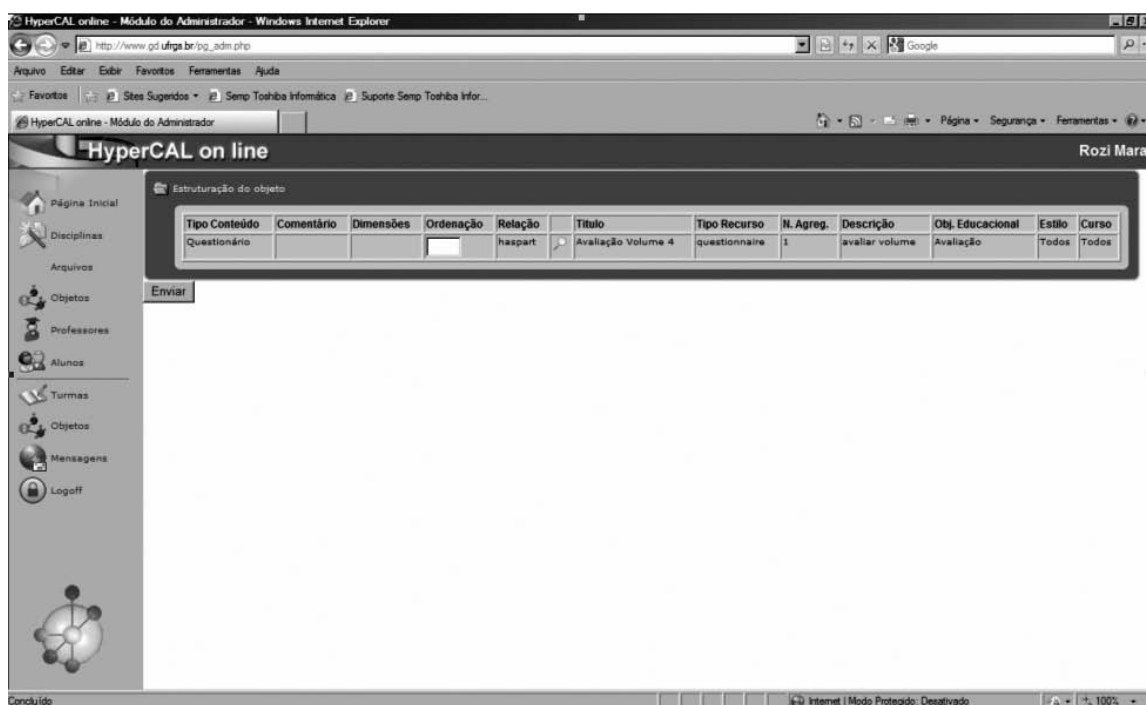 HyperCAL online - Módulo do Administrador - Windows Internet Explorer
http://www.gd.ufrgs.br/pg_adm.php
Google
Arquivo Editar Exibir Favoritos Ferramentas Ajuda
Favoritos Sites Sugeridos Semp Toshiba Informática Suporte Semp Toshiba Infor...
HyperCAL online - Módulo do Administrador Página Segurança Ferramentas
HyperCAL on line Rozi Mara
Estruturação do objeto
Tipo Conteúdo Comentário Dimensões Ordenação Relação Titulo Tipo Recurso N. Agreg. Descrição Obj. Educacional Estilo Curso
Questionário haspart Avaliação Volume 4 questionnaire 1 avaliar volume Avaliação Todos Todos
Enviar
Página Inicial
Disciplinas
Arquivos
Objetos
Professores
Alunos
Turmas
Objetos
Mensagens
Logoff
Concluído Internet | Modo Protegido: Desativado 100%